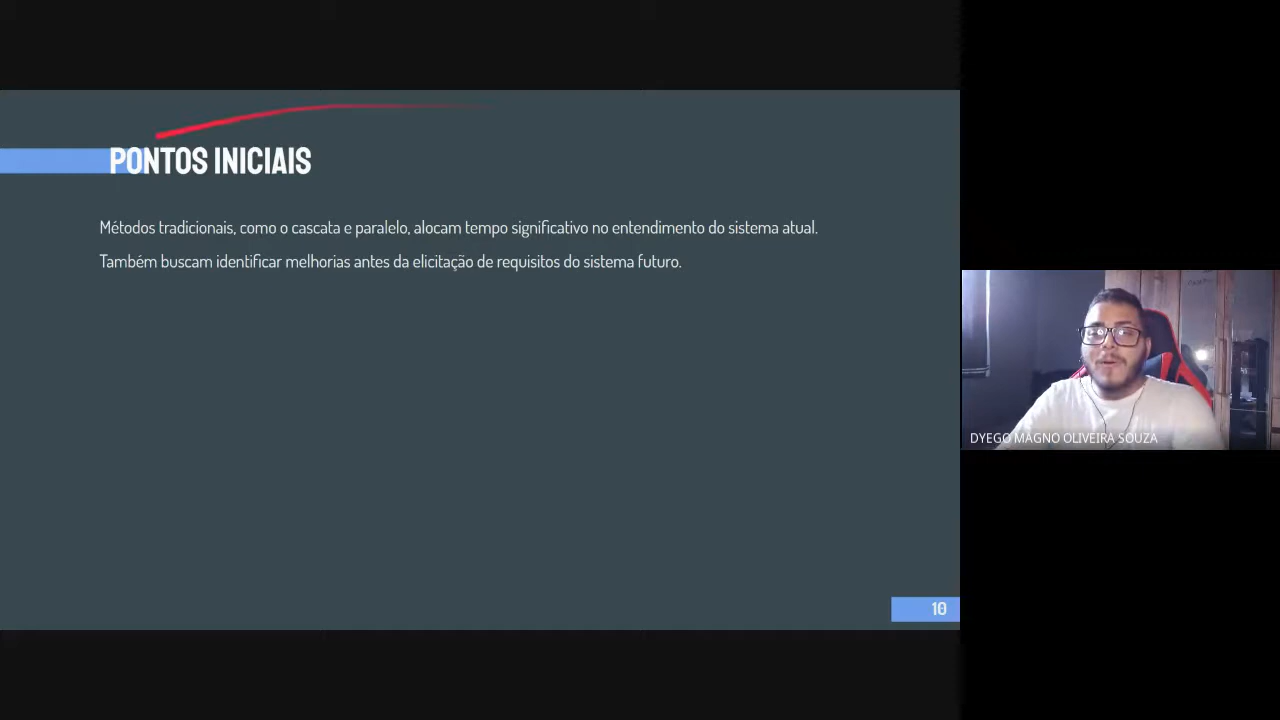 PONTOS INICIAIS
Métodos tradicionais, como o cascata e paralelo, alocam tempo significativo no entendimento do sistema atual.
Também buscam identificar melhorias antes da elicitação de requisitos do sistema futuro.
10
DYEGO MAGNO OLIVEIRA SOUZA